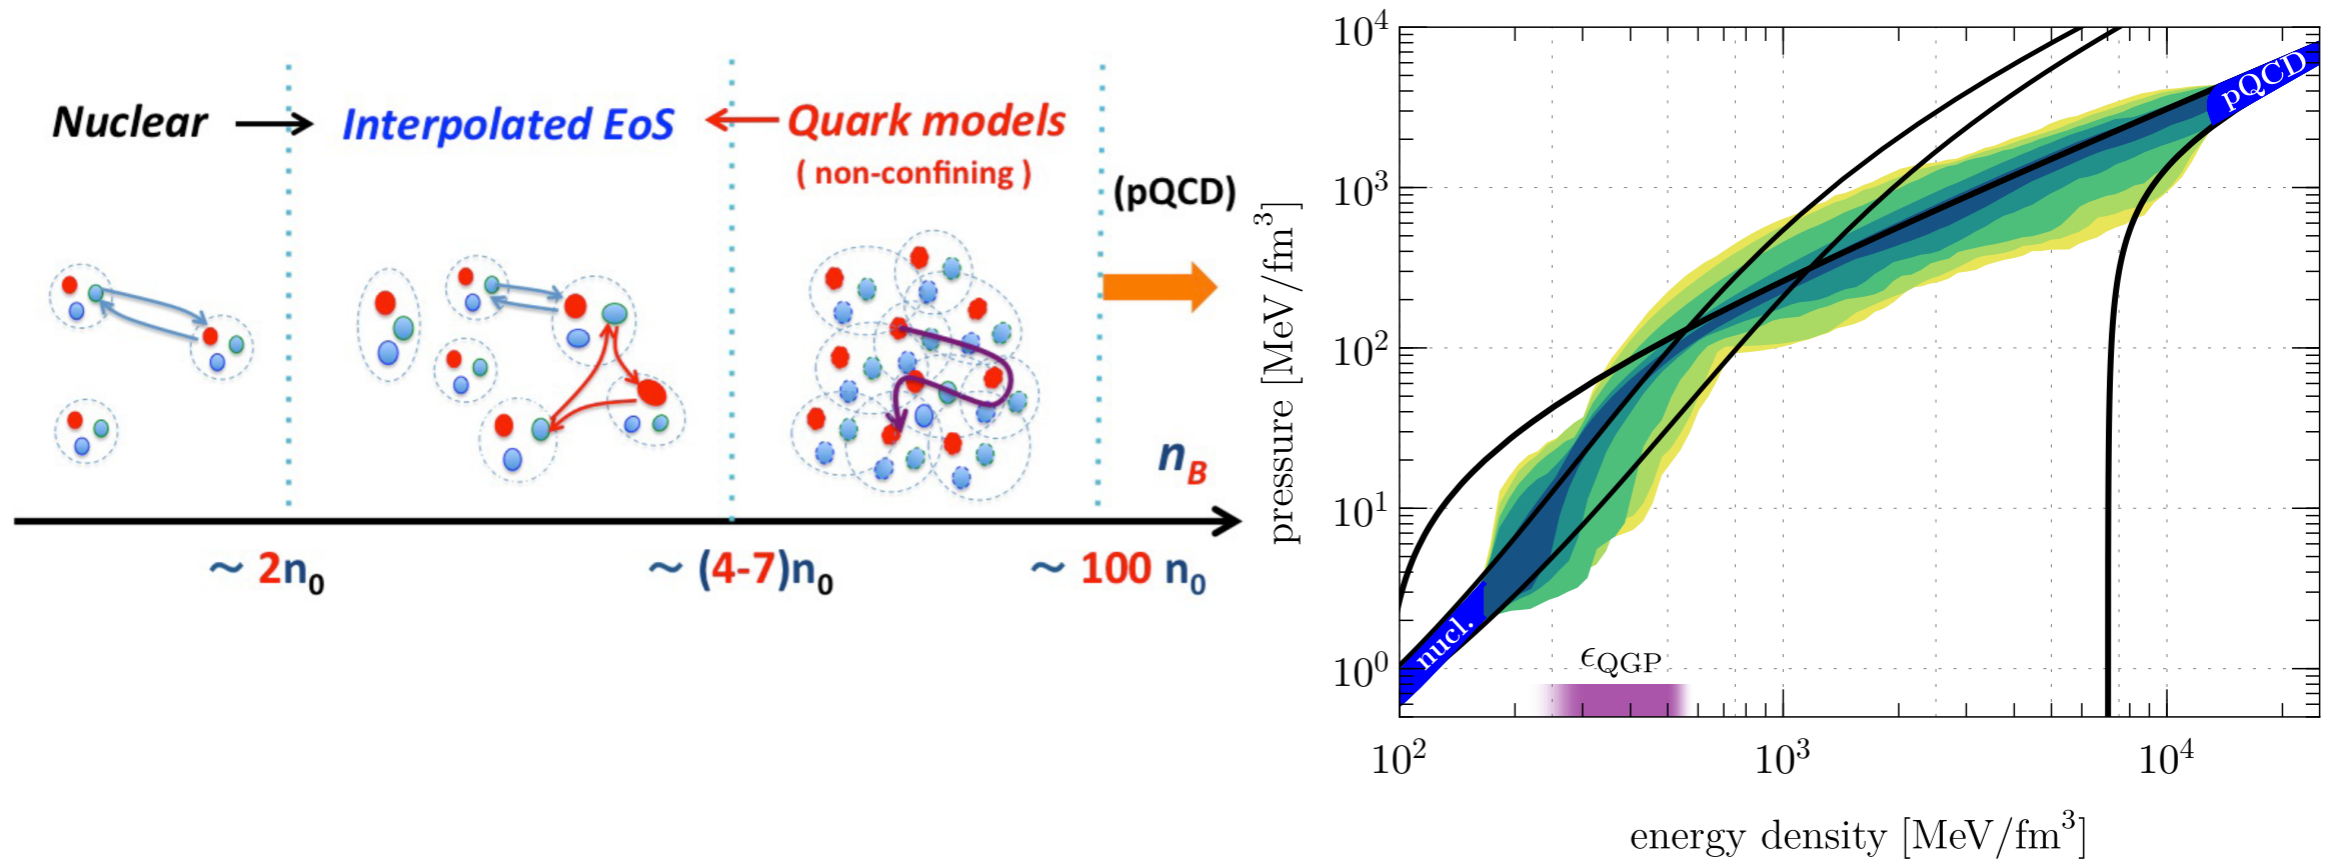 Nuclear
Interpolated EoS
Quark models
( non-confining )
(pQCD)
n_B
~ 2n_0
~ (4-7)n_0
~ 100 n_0
pressure [MeV/fm^3]
10^4
10^3
10^2
10^1
10^0
pQCD
nucl.
ϵ_QGP
10^2
10^3
10^4
energy density [MeV/fm^3]